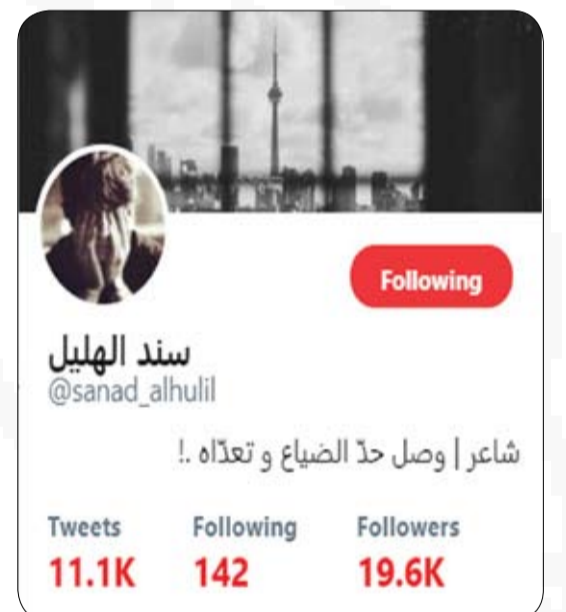 Following
سند الهليل
@sanad_alhulil
شاعر | وصل حدّ الضياع و تعدّاه .!
Tweets Following Followers
11.1K 142 19.6K